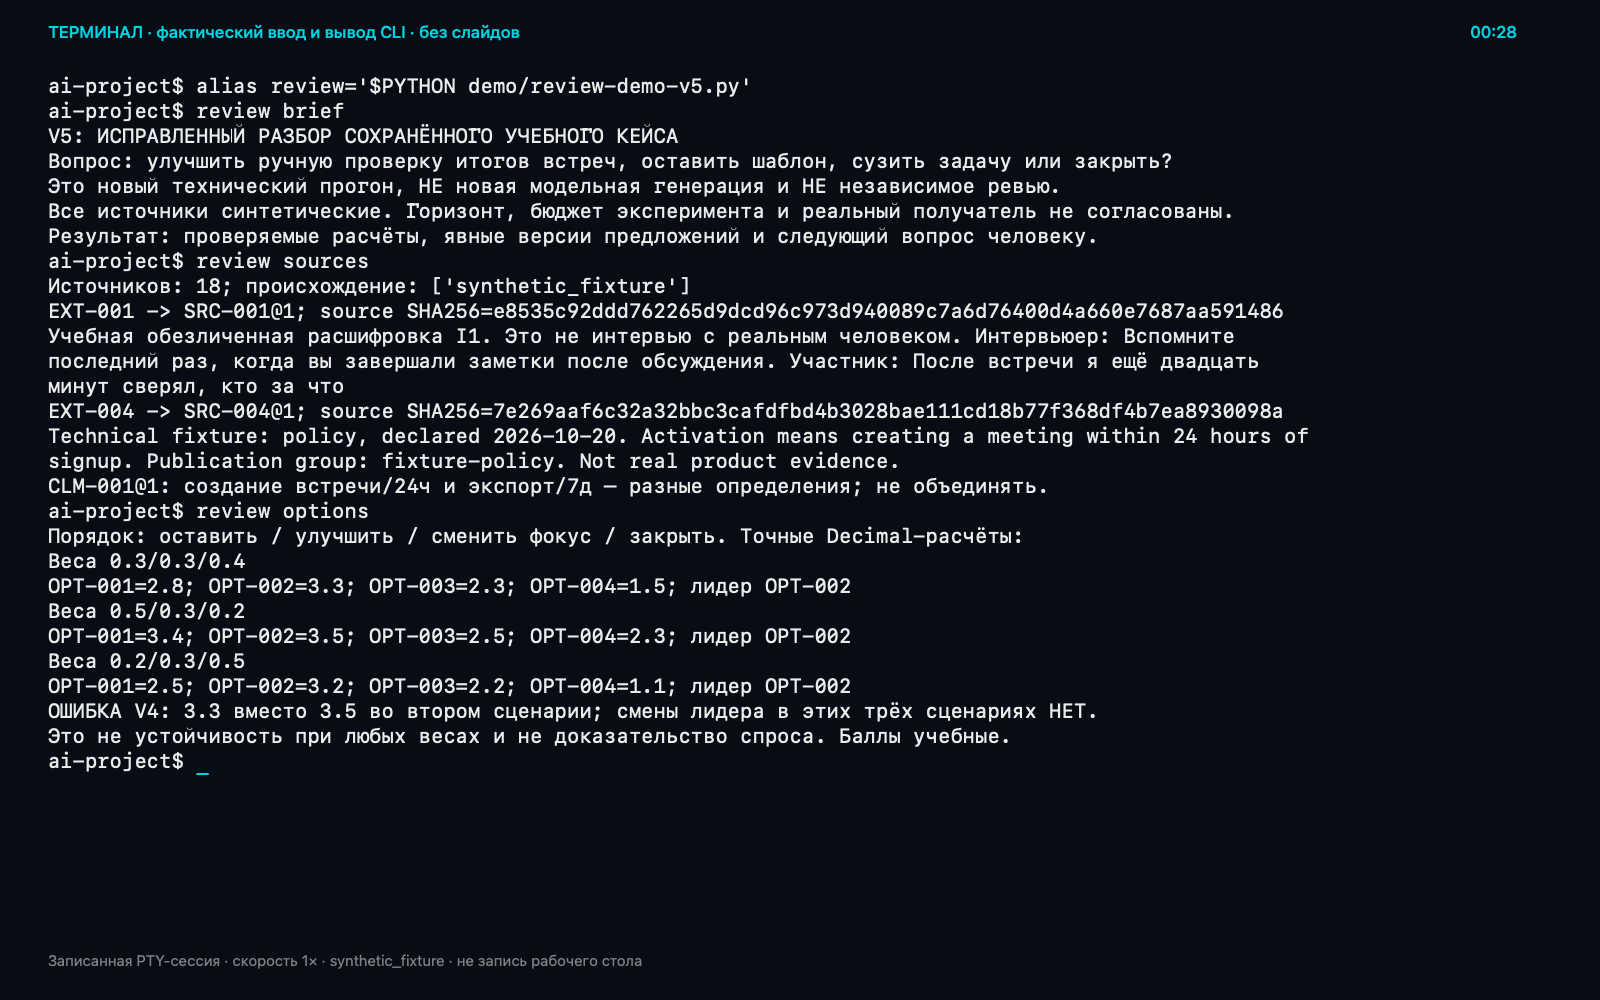 ТЕРМИНАЛ · фактический ввод и вывод CLI · без слайдов
00:28
ai-project$ alias review='$PYTHON demo/review-demo-v5.py'
ai-project$ review brief
V5: ИСПРАВЛЕННЫЙ РАЗБОР СОХРАНЁННОГО УЧЕБНОГО КЕЙСА
Вопрос: улучшить ручную проверку итогов встреч, оставить шаблон, сузить задачу или закрыть?
Это новый технический прогон, НЕ новая модельная генерация и НЕ независимое ревью.
Все источники синтетические. Горизонт, бюджет эксперимента и реальный получатель не согласованы.
Результат: проверяемые расчёты, явные версии предложений и следующий вопрос человеку.
ai-project$ review sources
Источников: 18; происхождение: ['synthetic_fixture']
EXT-001 -> SRC-001@1; source SHA256=e8535c92ddd762265d9dcd96c973d940089c7a6d76400d4a660e7687aa591486
Учебная обезличенная расшифровка I1. Это не интервью с реальным человеком. Интервьюер: Вспомните
последний раз, когда вы завершали заметки после обсуждения. Участник: После встречи я ещё двадцать
минут сверял, кто за что
EXT-004 -> SRC-004@1; source SHA256=7e269aaf6c32a32bbc3cafdfbd4b3028bae111cd18b77f368df4b7ea8930098a
Technical fixture: policy, declared 2026-10-20. Activation means creating a meeting within 24 hours of
signup. Publication group: fixture-policy. Not real product evidence.
CLM-001@1: создание встречи/24ч и экспорт/7д — разные определения; не объединять.
ai-project$ review options
Порядок: оставить / улучшить / сменить фокус / закрыть. Точные Decimal-расчёты:
Веса 0.3/0.3/0.4
OPT-001=2.8; OPT-002=3.3; OPT-003=2.3; OPT-004=1.5; лидер OPT-002
Веса 0.5/0.3/0.2
OPT-001=3.4; OPT-002=3.5; OPT-003=2.5; OPT-004=2.3; лидер OPT-002
Веса 0.2/0.3/0.5
OPT-001=2.5; OPT-002=3.2; OPT-003=2.2; OPT-004=1.1; лидер OPT-002
ОШИБКА V4: 3.3 вместо 3.5 во втором сценарии; смены лидера в этих трёх сценариях НЕТ.
Это не устойчивость при любых весах и не доказательство спроса. Баллы учебные.
ai-project$ _
Записанная PTY-сессия · скорость 1× · synthetic_fixture · не запись рабочего стола